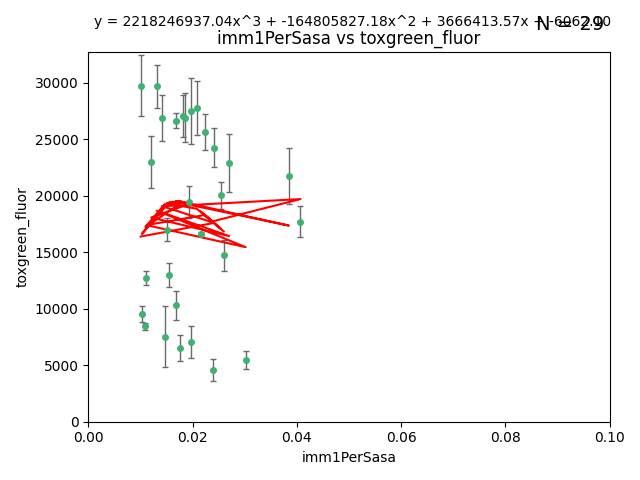 y = 2218246937.04x^3 + -164805827.18x^2 + 3666413.57x + -6062.00
N = 29
imm1PerSasa vs toxgreen_fluor
30000
25000
20000
15000
10000
5000
0
toxgreen_fluor
0.00 0.02 0.04 0.06 0.08 0.10
imm1PerSasa